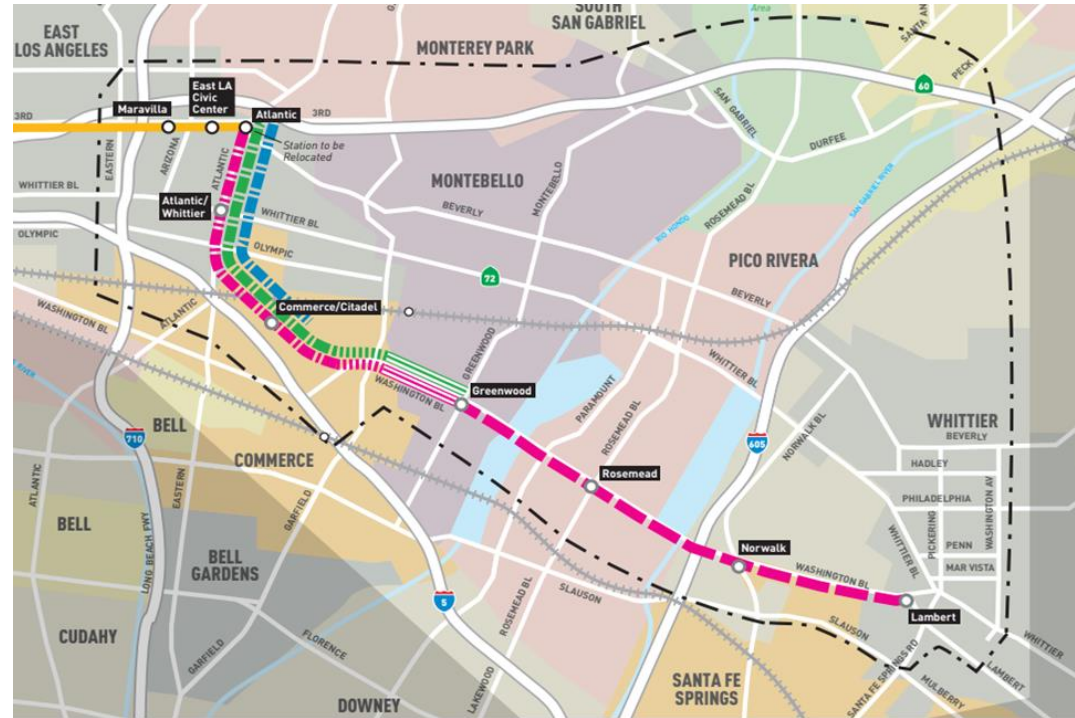 EAST
LOS ANGELES
MONTEREY PARK
SOUTH
SAN GABRIEL
Area
SANTA AN
PECK
60
Maravilla
East LA
Civic
Center
Atlantic
3RD
3RD
Station to be
Relocated
EASTERN
ARIZONA
ATLANTIC
SAN GABRIEL
DURFEE
WHITTIER BL
Atlantic/
Whittier
WHITTIER BL
MONTEBELLO
BEVERLY
MONTEBELLO
RIO HONDO
ROSEMEAD BL
SAN GABRIEL RIVER
OLYMPIC
OLYMPIC
72
PICO RIVERA
BEVERLY
Commerce/Citadel
WASHINGTON BL
ATLANTIC
GREENWOOD
WASHINGTON BL
Greenwood
PARAMOUNT
ROSEMEAD BL
WHITTIER BL
NORWALK BL
605
WHITTIER
BEVERLY
HADLEY
PHILADELPHIA
PICKERING
WASHINGTON AV
PENN
MAR VISTA
WHITTIER BL
RIVER
710
BELL
COMMERCE
ATLANTIC
EASTERN
GARFIELD
Rosemead
BELL
LONG BEACH FWY
BELL
GARDENS
Norwalk
WASHINGTON BL
5
ROSEMEAD BL
SLAUSON
Lambert
CUDAHY
GARFIELD
FLORENCE
SLAUSON
WHITTIER
LAMBERT
MULBERRY
SANTA FE SPRINGS RD
DOWNEY
LAKEWOOD
SANTA FE
SPRINGS